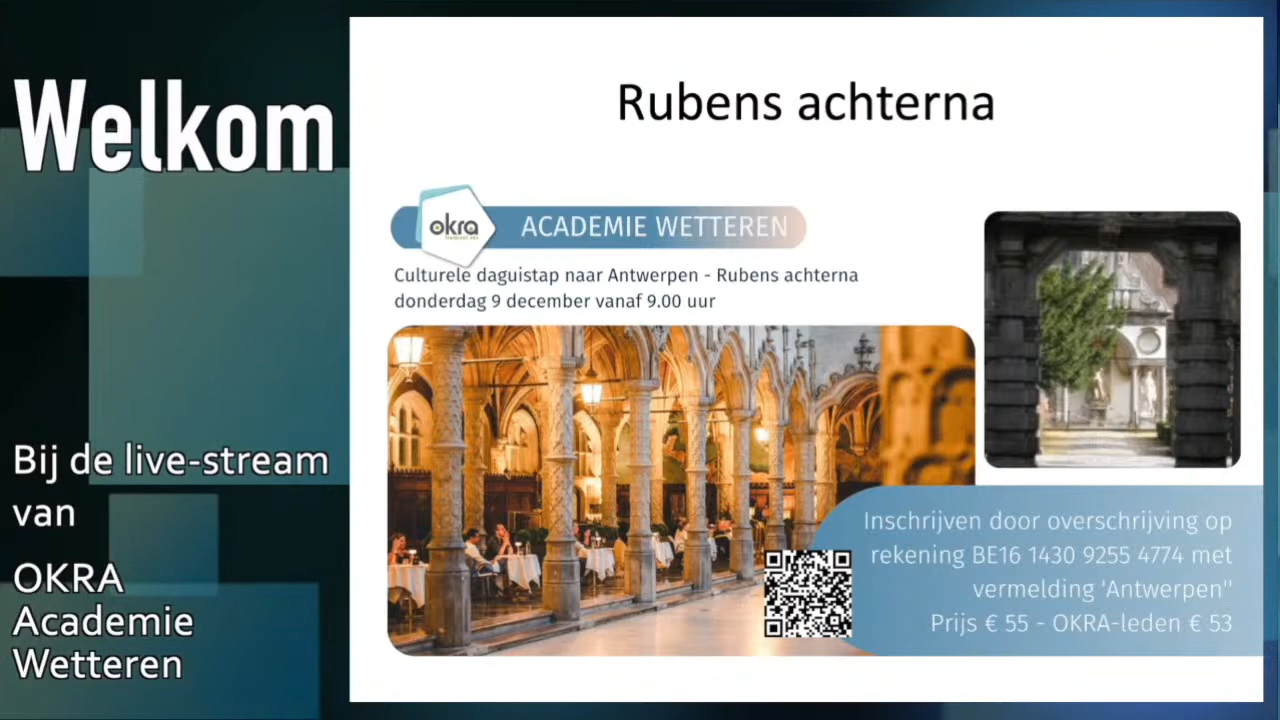 Welkom
Bij de live-stream
van
OKRA
Academie
Wetteren
Rubens achterna
okra
ACADEMIE WETTEREN
Culturele daguistap naar Antwerpen - Rubens achterna
donderdag 9 december vanaf 9.00 uur
Inschrijven door overschrijving op
rekening BE16 1430 9255 4774 met
vermelding 'Antwerpen"
Prijs € 55 - OKRA-leden € 53